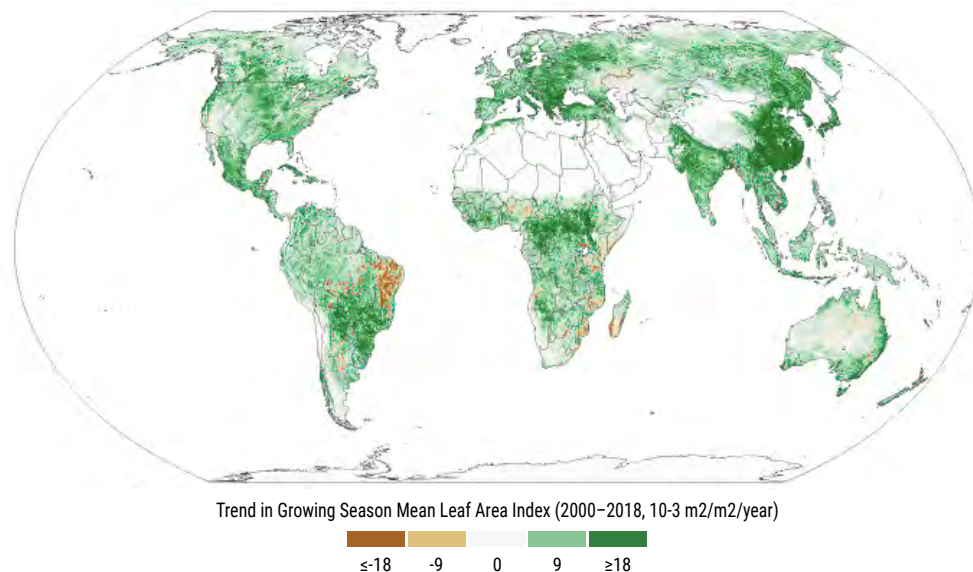 Trend in Growing Season Mean Leaf Area Index (2000–2018, 10-3 m2/m2/year)
≤-18 -9 0 9 ≥18